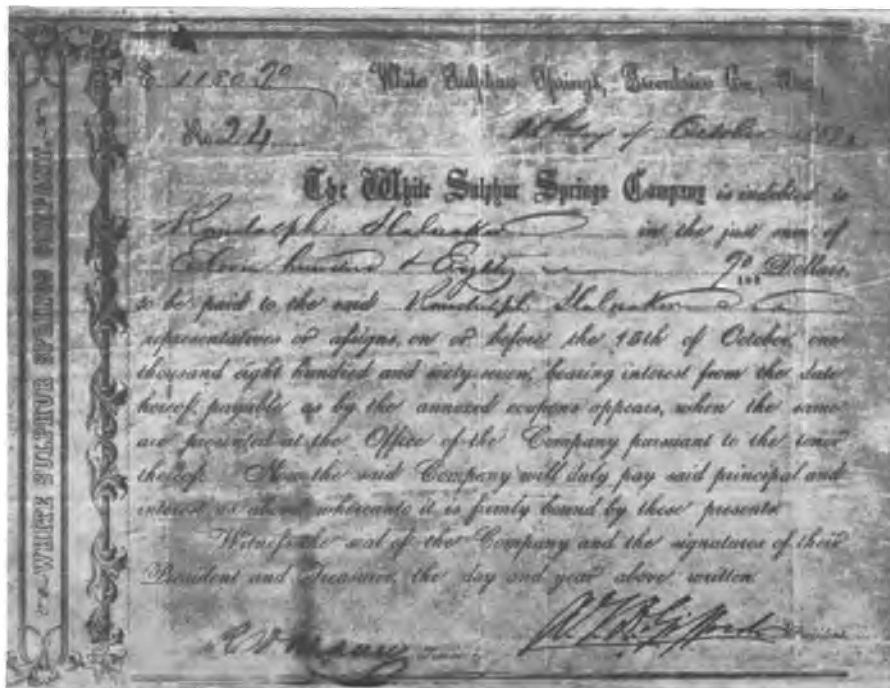 WHITE SULPHUR SPRINGS COMPANY.
$ 1180.70
White Sulphur Springs, Greenbrier Co.,
No. 24
of October
The White Sulphur Springs Company is indebted to
Randolph in the just sum of
Eleven hundred & Eighty 70/100 Dollars,
to be paid to the said Randolph
representatives or assigns, on or before the 15th of October, one
thousand eight hundred and sixty-seven, bearing interest from the date
hereof, payable as by the annexed coupons appears, when the same
are presented at the Office of the Company pursuant to the tenor
thereof. Now the said Company will duly pay said principal and
interest as above whereunto it is firmly bound by these presents.
Witness the seal of the Company and the signatures of their
President and Treasurer, the day and year above written.